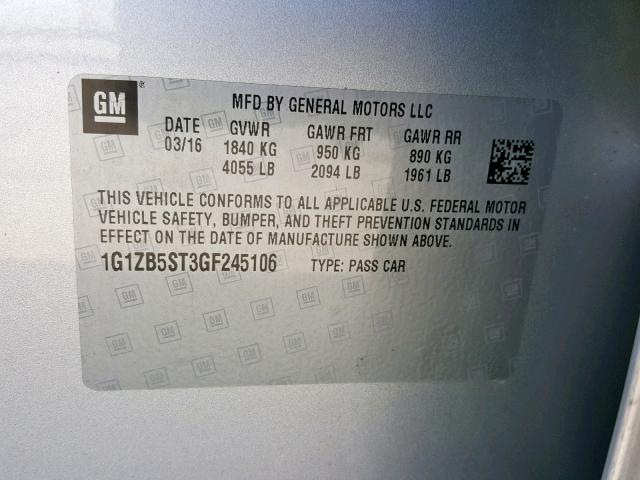 GM ®
MFD BY GENERAL MOTORS LLC
DATE GVWR GAWR FRT GAWR RR
03/16 1840 KG 950 KG 890 KG
4055 LB 2094 LB 1961 LB
THIS VEHICLE CONFORMS TO ALL APPLICABLE U.S. FEDERAL MOTOR
VEHICLE SAFETY, BUMPER, AND THEFT PREVENTION STANDARDS IN
EFFECT ON THE DATE OF MANUFACTURE SHOWN ABOVE.
1G1ZB5ST3GF245106 TYPE: PASS CAR